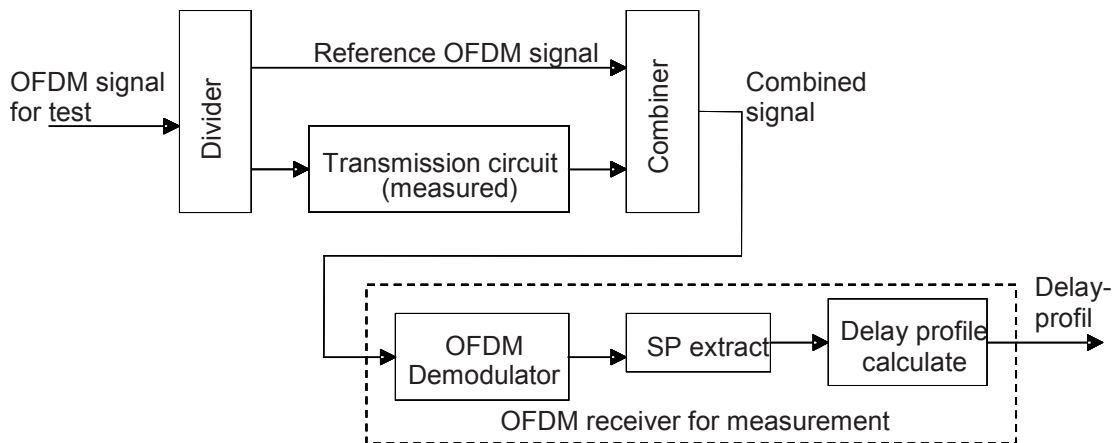 OFDM signal
for test
Divider
Reference OFDM signal
Transmission circuit
(measured)
Combiner
Combined
signal
OFDM
Demodulator
SP extract
Delay profile
calculate
Delay-
profil
OFDM receiver for measurement